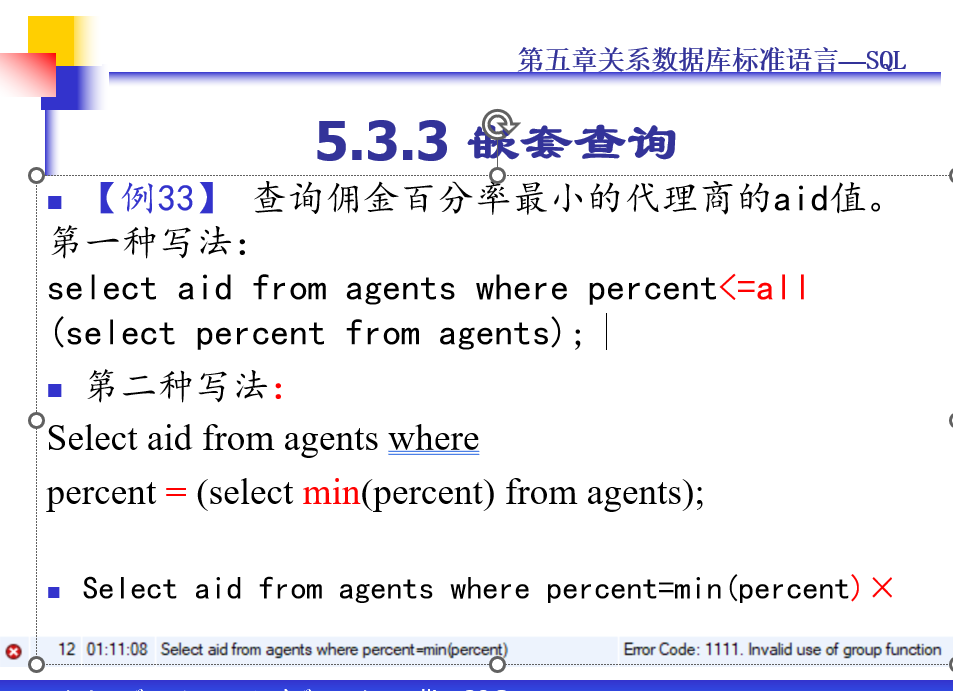 第五章关系数据库标准语言—SQL
5.3.3 嵌套查询
【例33】 查询佣金百分率最小的代理商的aid值。
第一种写法:
select aid from agents where percent<=all
(select percent from agents);
第二种写法:
Select aid from agents where
percent = (select min(percent) from agents);
Select aid from agents where percent=min(percent)×
12 01:11:08 Select aid from agents where percent=min(percent) Error Code: 1111. Invalid use of group function